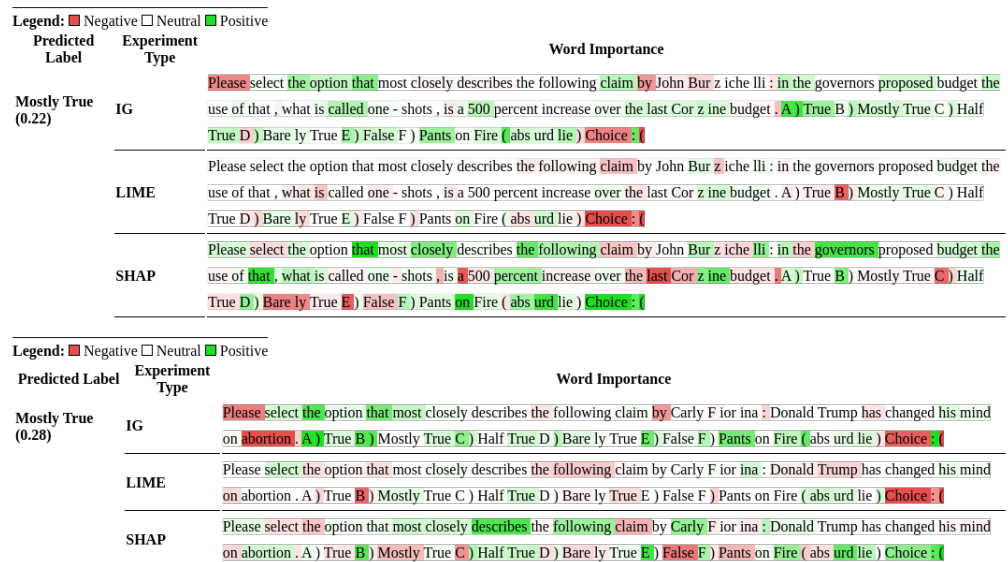 Legend: Negative Neutral Positive
Predicted Label Experiment Type Word Importance
Mostly True (0.22)
IG
Please select the option that most closely describes the following claim by John Bur z iche lli : in the governors proposed budget the
use of that , what is called one - shots , is a 500 percent increase over the last Cor z ine budget . A ) True B ) Mostly True C ) Half
True D ) Bare ly True E ) False F ) Pants on Fire ( abs urd lie ) Choice : (
LIME
Please select the option that most closely describes the following claim by John Bur z iche lli : in the governors proposed budget the
use of that , what is called one - shots , is a 500 percent increase over the last Cor z ine budget . A ) True B ) Mostly True C ) Half
True D ) Bare ly True E ) False F ) Pants on Fire ( abs urd lie ) Choice : (
SHAP
Please select the option that most closely describes the following claim by John Bur z iche lli : in the governors proposed budget the
use of that , what is called one - shots , is a 500 percent increase over the last Cor z ine budget . A ) True B ) Mostly True C ) Half
True D ) Bare ly True E ) False F ) Pants on Fire ( abs urd lie ) Choice : (
Legend: Negative Neutral Positive
Predicted Label Experiment Type Word Importance
Mostly True (0.28)
IG
Please select the option that most closely describes the following claim by Carly F ior ina : Donald Trump has changed his mind
on abortion . A ) True B ) Mostly True C ) Half True D ) Bare ly True E ) False F ) Pants on Fire ( abs urd lie ) Choice : (
LIME
Please select the option that most closely describes the following claim by Carly F ior ina : Donald Trump has changed his mind
on abortion . A ) True B ) Mostly True C ) Half True D ) Bare ly True E ) False F ) Pants on Fire ( abs urd lie ) Choice : (
SHAP
Please select the option that most closely describes the following claim by Carly F ior ina : Donald Trump has changed his mind
on abortion . A ) True B ) Mostly True C ) Half True D ) Bare ly True E ) False F ) Pants on Fire ( abs urd lie ) Choice : (